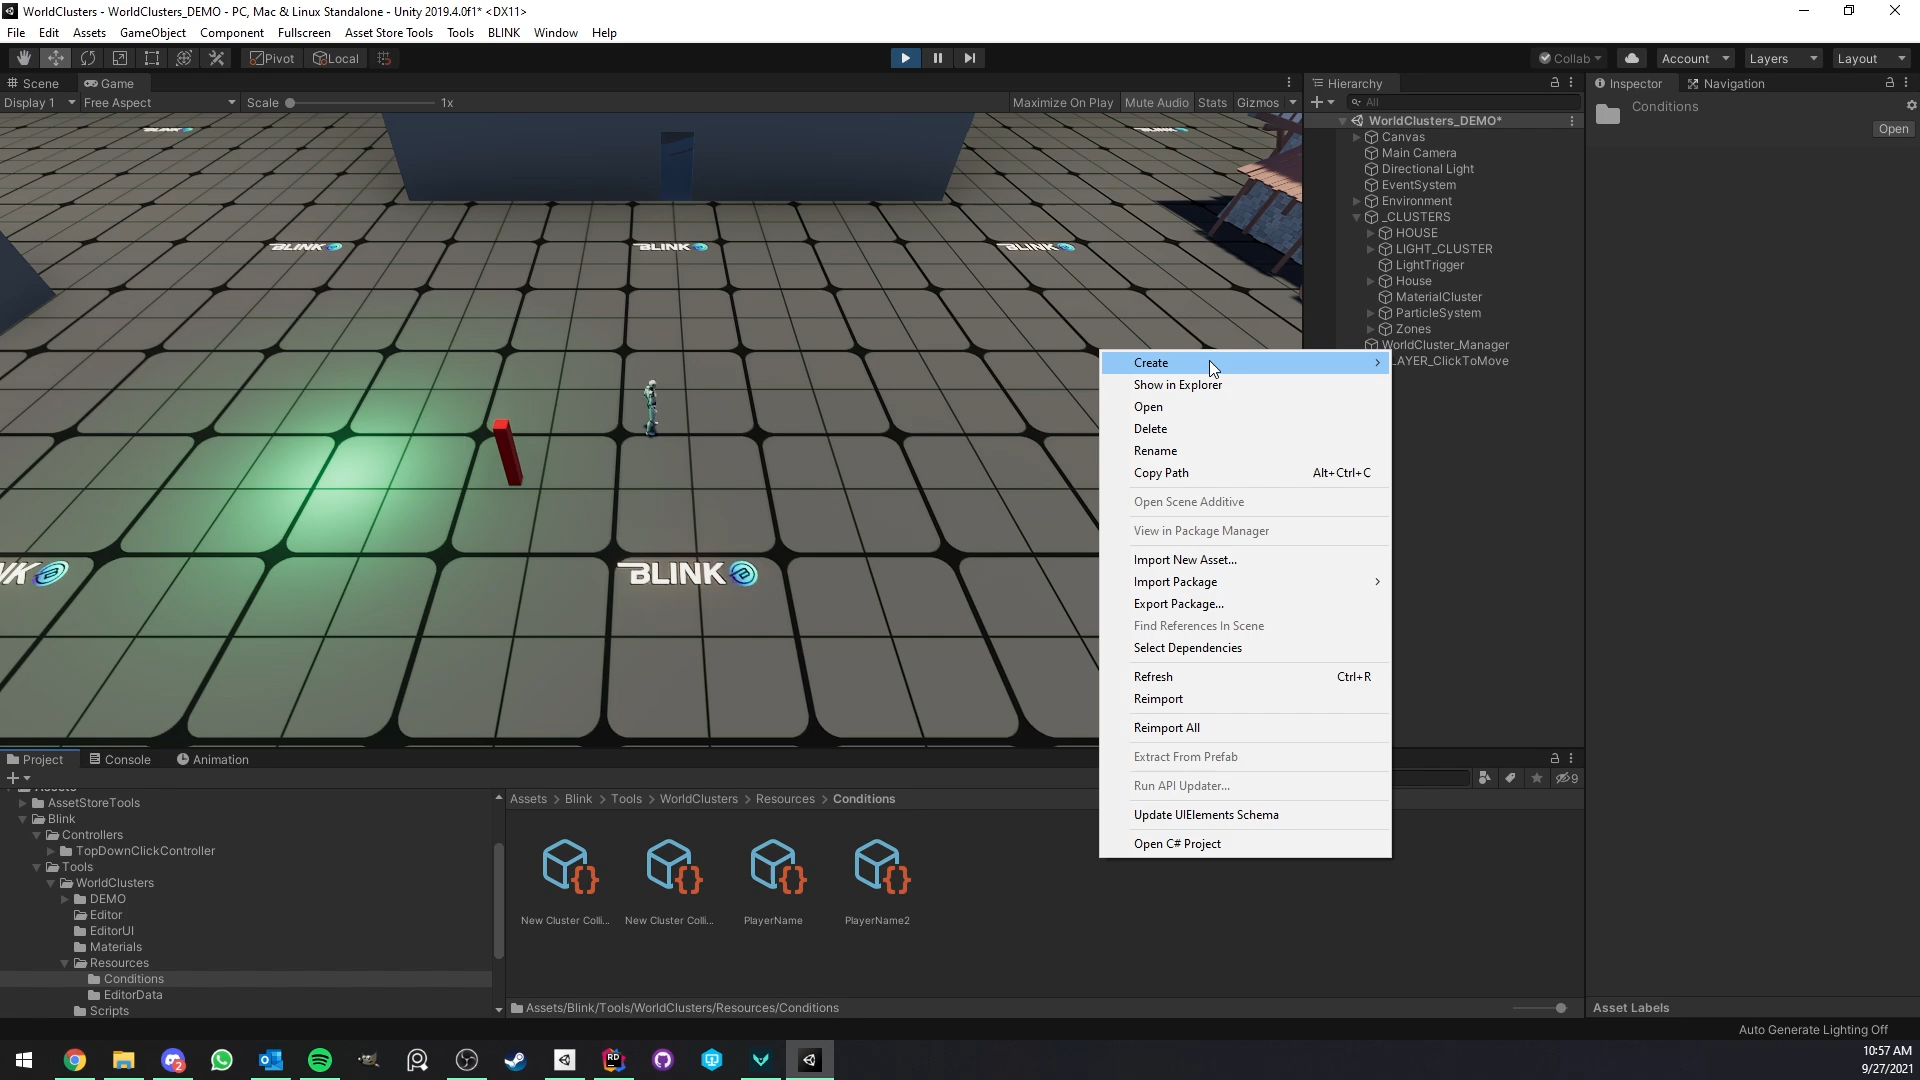 WorldClusters - WorldClusters_DEMO - PC, Mac & Linux Standalone - Unity 2019.4.0f1* <DX11>
File Edit Assets GameObject Component Fullscreen Asset Store Tools Tools BLINK Window Help
Pivot Local Collab Account Layers Layout
Scene Game Hierarchy Inspector Navigation
Display 1 Free Aspect Scale 1x Maximize On Play Mute Audio Stats Gizmos All
Conditions
Open
WorldClusters_DEMO*
Canvas
Main Camera
Directional Light
EventSystem
Environment
_CLUSTERS
HOUSE
LIGHT_CLUSTER
LightTrigger
House
MaterialCluster
ParticleSystem
Zones
WorldCluster_Manager
LAYER_ClickToMove
BLINK
BLINK
BLINK
BLINK
Create
Show in Explorer
Open
Delete
Rename
Copy Path Alt+Ctrl+C
Open Scene Additive
View in Package Manager
Import New Asset...
Import Package
Export Package...
Find References In Scene
Select Dependencies
Refresh Ctrl+R
Reimport
Reimport All
Extract From Prefab
Run API Updater...
Update UIElements Schema
Open C# Project
Project Console Animation
9
Assets
AssetStoreTools
Blink
Controllers
TopDownClickController
Tools
WorldClusters
DEMO
Editor
EditorUI
Materials
Resources
Conditions
EditorData
Scripts
Assets > Blink > Tools > WorldClusters > Resources > Conditions
New Cluster Colli... New Cluster Colli... PlayerName PlayerName2
Assets/Blink/Tools/WorldClusters/Resources/Conditions
Asset Labels
Auto Generate Lighting Off
10:57 AM
9/27/2021